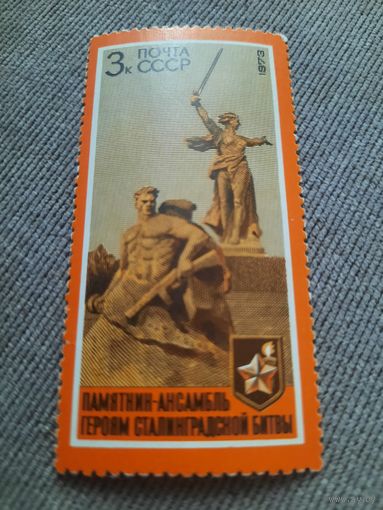 3к ПОЧТА
СССР
1973
ПАМЯТНИК-АНСАМБЛЬ
ГЕРОЯМ СТАЛИНГРАДСКОЙ БИТВЫ